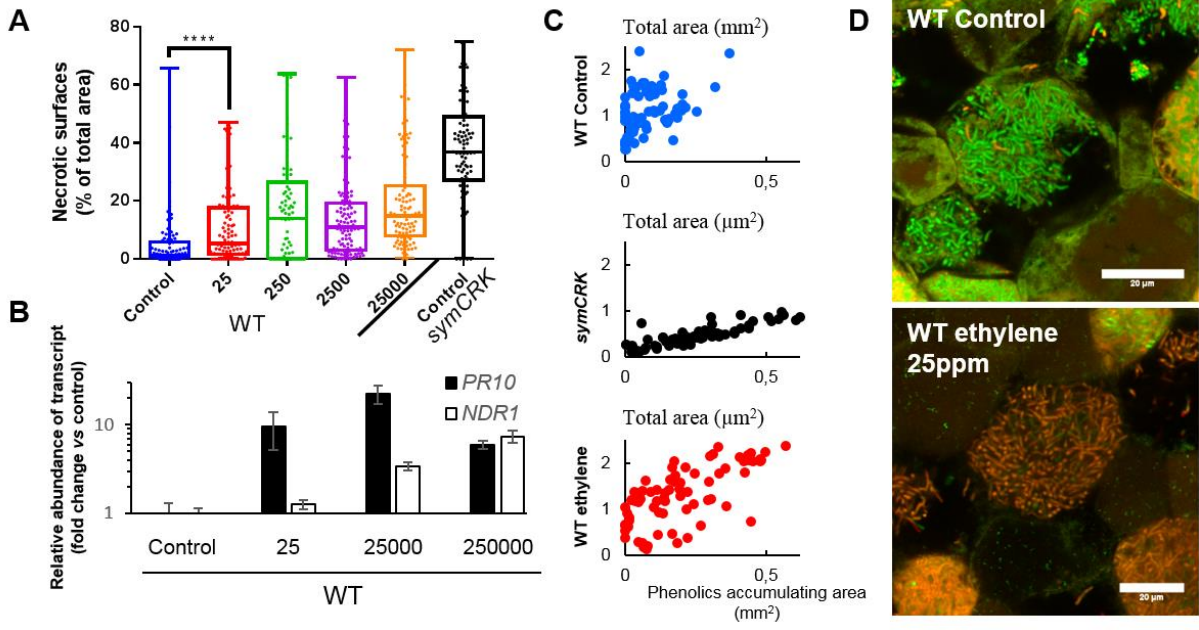 A
Necrotic surfaces
(% of total area)
80
60
40
20
0
****
Control
25
250
2500
25000
Control
symCRK
WT
B
Relative abundance of transcript
(fold change vs control)
10
1
PR10
NDR1
Control
25
25000
250000
WT
C
Total area (mm²)
WT Control
2
1
0
0
0,5
Total area (µm²)
symCRK
2
1
0
0
0,5
Total area (µm²)
WT ethylene
2
1
0
0
0,5
Phenolics accumulating area
(mm²)
D
WT Control
20 µm
WT ethylene
25ppm
20 µm